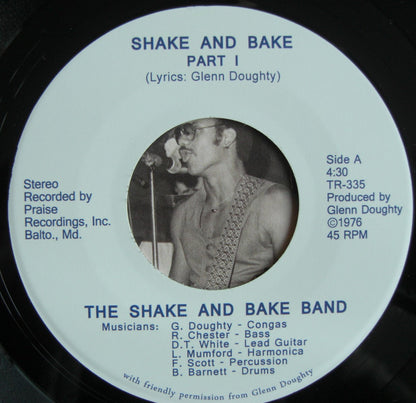 SHAKE AND BAKE
PART I
(Lyrics: Glenn Doughty)
Stereo
Recorded by
Praise
Recordings, Inc.
Balto., Md.
Side A
4:30
TR-335
Produced by
Glenn Doughty
©1976
45 RPM
THE SHAKE AND BAKE BAND
Musicians: G. Doughty - Congas
R. Chester - Bass
D.T. White - Lead Guitar
L. Mumford - Harmonica
F. Scott - Percussion
B. Barnett - Drums
with friendly permission from Glenn Doughty